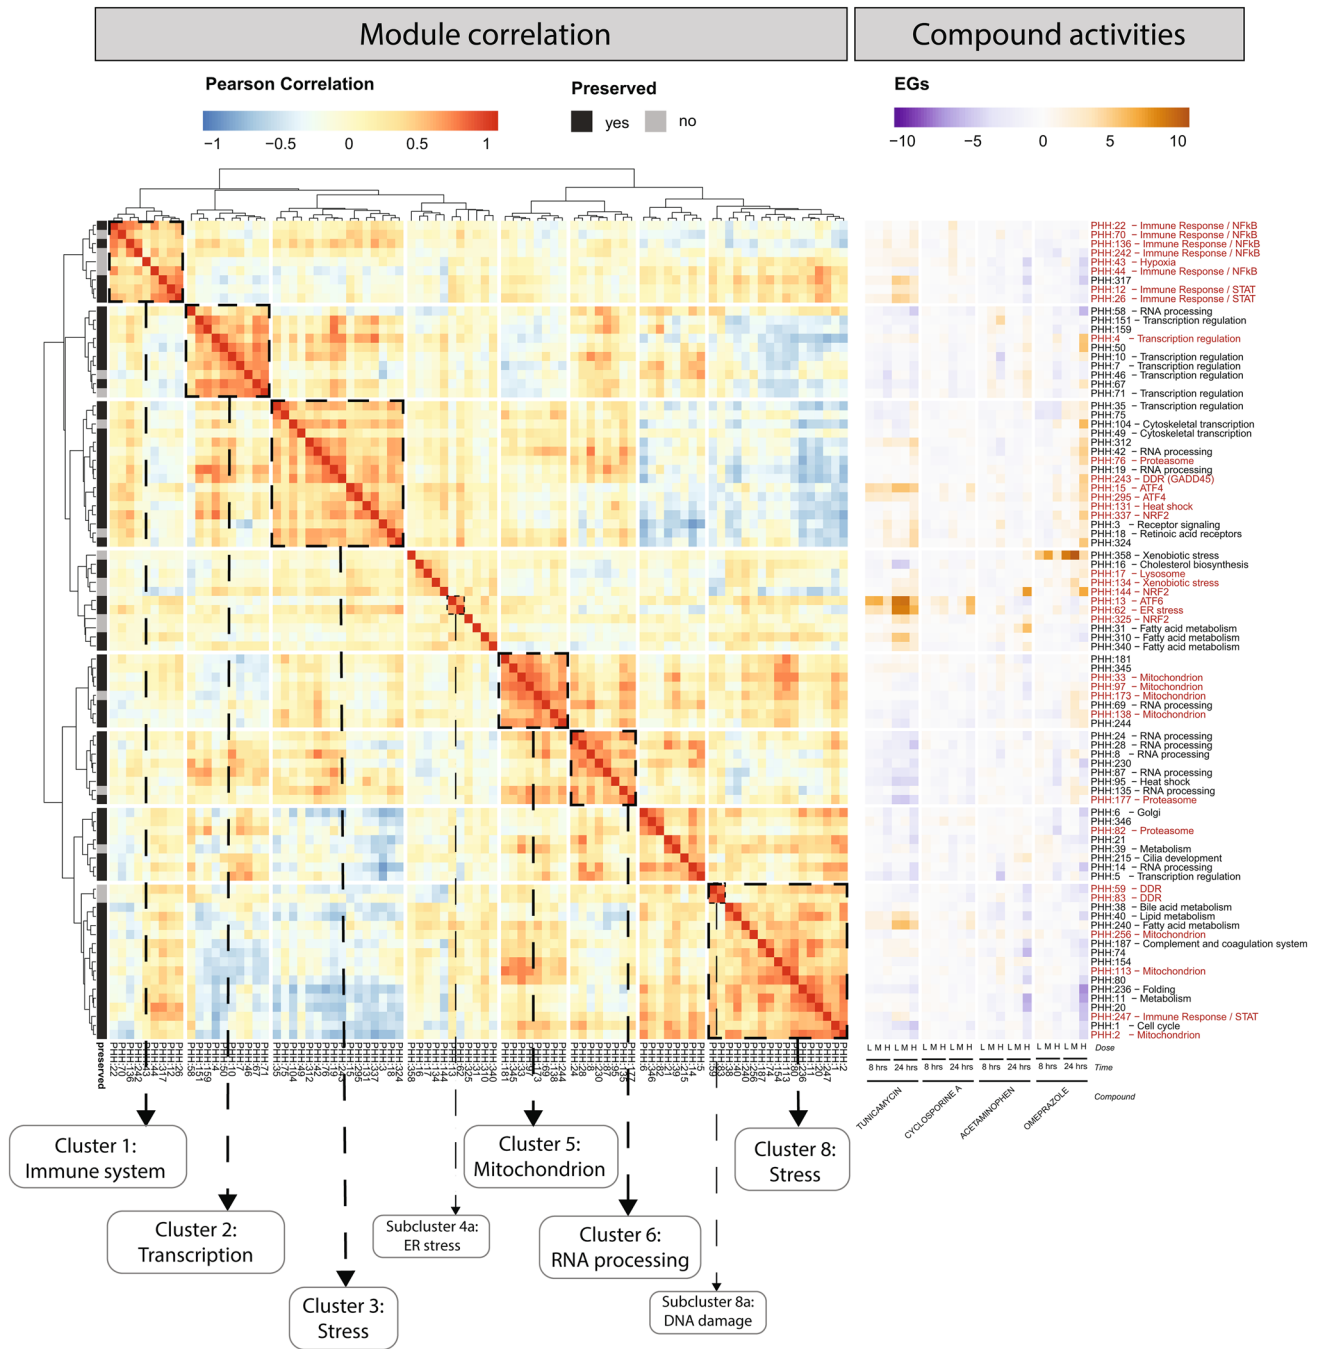 Module correlation
Compound activities
Pearson Correlation
Preserved
EGs
yes
no
−1
−0.5
0
0.5
1
−10
−5
0
5
10
PHH:22 − Immune Response / NFkB
PHH:70 − Immune Response / NFkB
PHH:136 − Immune Response / NFkB
PHH:242 − Immune Response / NFkB
PHH:43 − Hypoxia
PHH:44 − Immune Response / NFkB
PHH:317
PHH:12 − Immune Response / STAT
PHH:26 − Immune Response / STAT
PHH:58 − RNA processing
PHH:151 − Transcription regulation
PHH:159
PHH:4 − Transcription regulation
PHH:50
PHH:10 − Transcription regulation
PHH:7 − Transcription regulation
PHH:46 − Transcription regulation
PHH:67
PHH:71 − Transcription regulation
PHH:35 − Transcription regulation
PHH:75
PHH:104 − Cytoskeletal transcription
PHH:49 − Cytoskeletal transcription
PHH:312
PHH:42 − RNA processing
PHH:76 − Proteasome
PHH:19 − RNA processing
PHH:243 − DDR (GADD45)
PHH:15 − ATF4
PHH:295 − ATF4
PHH:131 − Heat shock
PHH:337 − NRF2
PHH:3 − Receptor signaling
PHH:18 − Retinoic acid receptors
PHH:324
PHH:358 − Xenobiotic stress
PHH:16 − Cholesterol biosynthesis
PHH:17 − Lysosome
PHH:134 − Xenobiotic stress
PHH:144 − NRF2
PHH:13 − ATF6
PHH:62 − ER stress
PHH:325 − NRF2
PHH:31 − Fatty acid metabolism
PHH:310 − Fatty acid metabolism
PHH:340 − Fatty acid metabolism
PHH:181
PHH:345
PHH:33 − Mitochondrion
PHH:97 − Mitochondrion
PHH:173 − Mitochondrion
PHH:69 − RNA processing
PHH:138 − Mitochondrion
PHH:244
PHH:24 − RNA processing
PHH:28 − RNA processing
PHH:8 − RNA processing
PHH:230
PHH:87 − RNA processing
PHH:95 − Heat shock
PHH:135 − RNA processing
PHH:177 − Proteasome
PHH:6 − Golgi
PHH:346
PHH:82 − Proteasome
PHH:21
PHH:39 − Metabolism
PHH:215 − Cilia development
PHH:14 − RNA processing
PHH:5 − Transcription regulation
PHH:59 − DDR
PHH:83 − DDR
PHH:38 − Bile acid metabolism
PHH:40 − Lipid metabolism
PHH:240 − Fatty acid metabolism
PHH:256 − Mitochondrion
PHH:187 − Complement and coagulation system
PHH:74
PHH:154
PHH:113 − Mitochondrion
PHH:80
PHH:236 − Folding
PHH:11 − Metabolism
PHH:20
PHH:247 − Immune Response / STAT
PHH:1 − Cell cycle
PHH:2 − Mitochondrion
preserved
L M H L M H L M H L M H L M H L M H L M H L M H
Dose
8 hrs 24 hrs 8 hrs 24 hrs 8 hrs 24 hrs 8 hrs 24 hrs
Time
TUNICAMYCIN
CYCLOSPORINE A
ACETAMINOPHEN
OMEPRAZOLE
Compound
Cluster 1:
Immune system
Cluster 2:
Transcription
Cluster 3:
Stress
Subcluster 4a:
ER stress
Cluster 5:
Mitochondrion
Cluster 6:
RNA processing
Subcluster 8a:
DNA damage
Cluster 8:
Stress